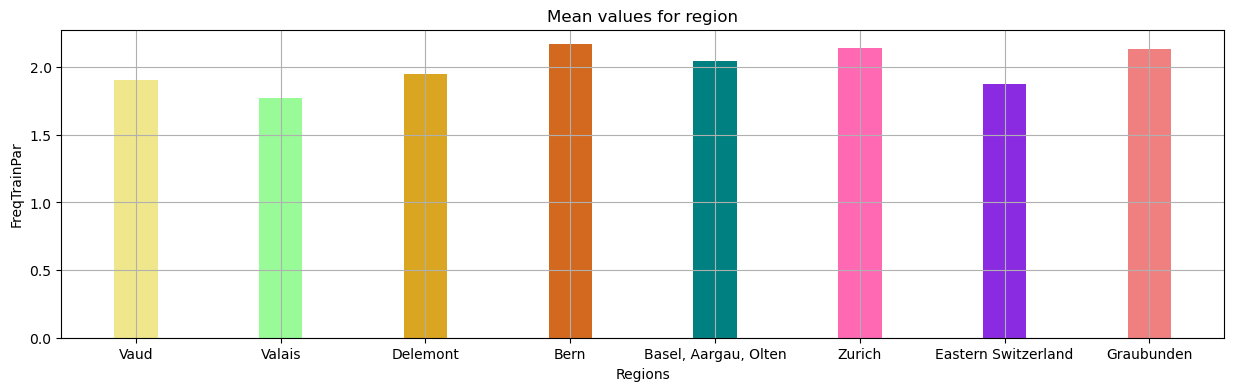 Mean values for region
FreqTrainPar
2.0
1.5
1.0
0.5
0.0
Vaud Valais Delemont Bern Basel, Aargau, Olten Zurich Eastern Switzerland Graubunden
Regions